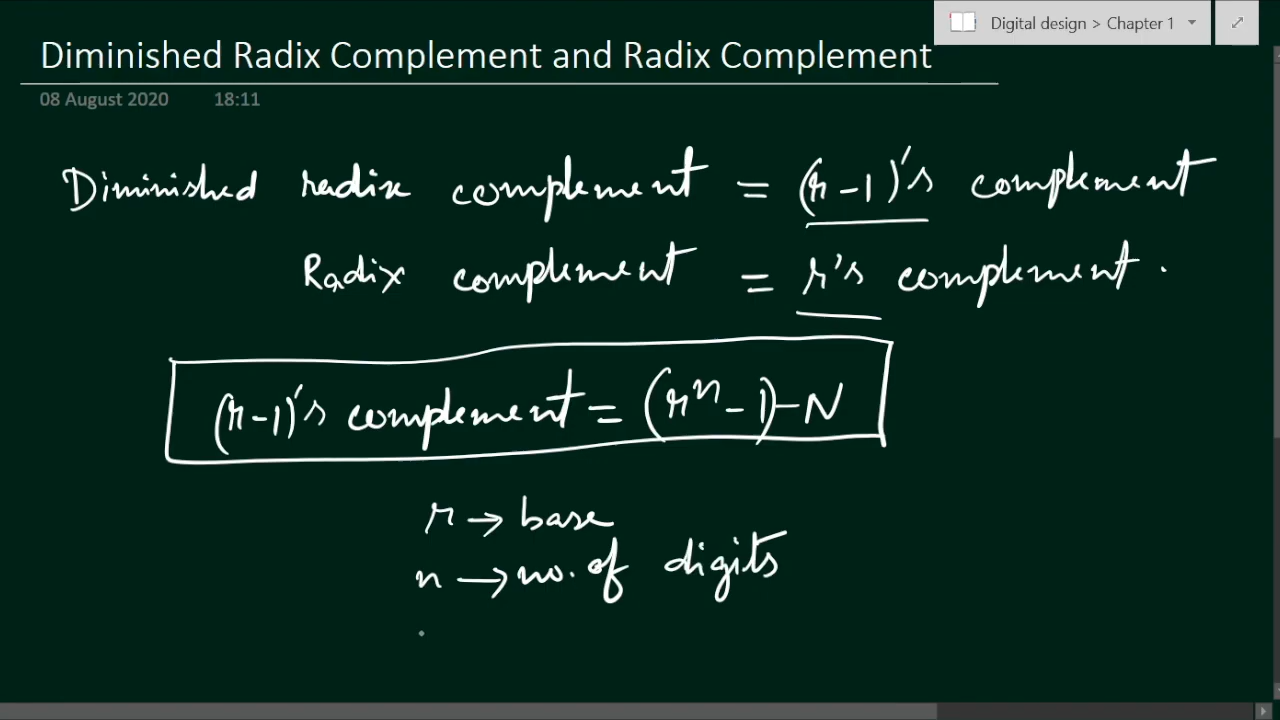 Digital design > Chapter 1
Diminished Radix Complement and Radix Complement
08 August 2020 18:11
Diminished radix complement = (r-1)'s complement
Radix complement = r's complement.
(r-1)'s complement = (rⁿ - 1) - N
r → base
n → no. of digits